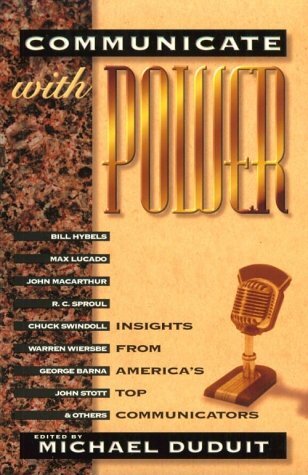 COMMUNICATE
with
POWER
BILL HYBELS
MAX LUCADO
JOHN MACARTHUR
R. C. SPROUL
CHUCK SWINDOLL
WARREN WIERSBE
GEORGE BARNA
JOHN STOTT
& OTHERS
INSIGHTS
FROM
AMERICA'S
TOP
COMMUNICATORS
EDITED BY
MICHAEL DUDUIT